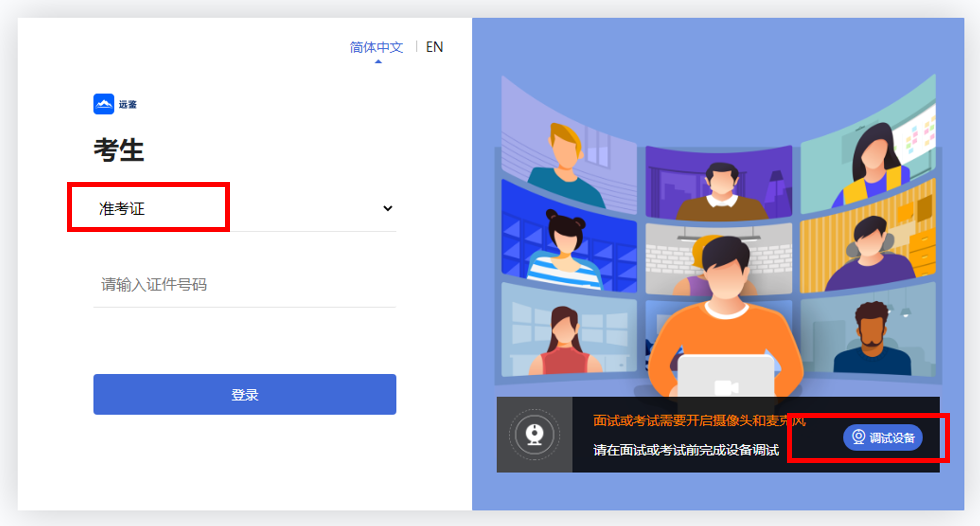 简体中文 | EN
远鉴
考生
准考证
请输入证件号码
登录
面试或考试需要开启摄像头和麦克风
请在面试或考试前完成设备调试
调试设备